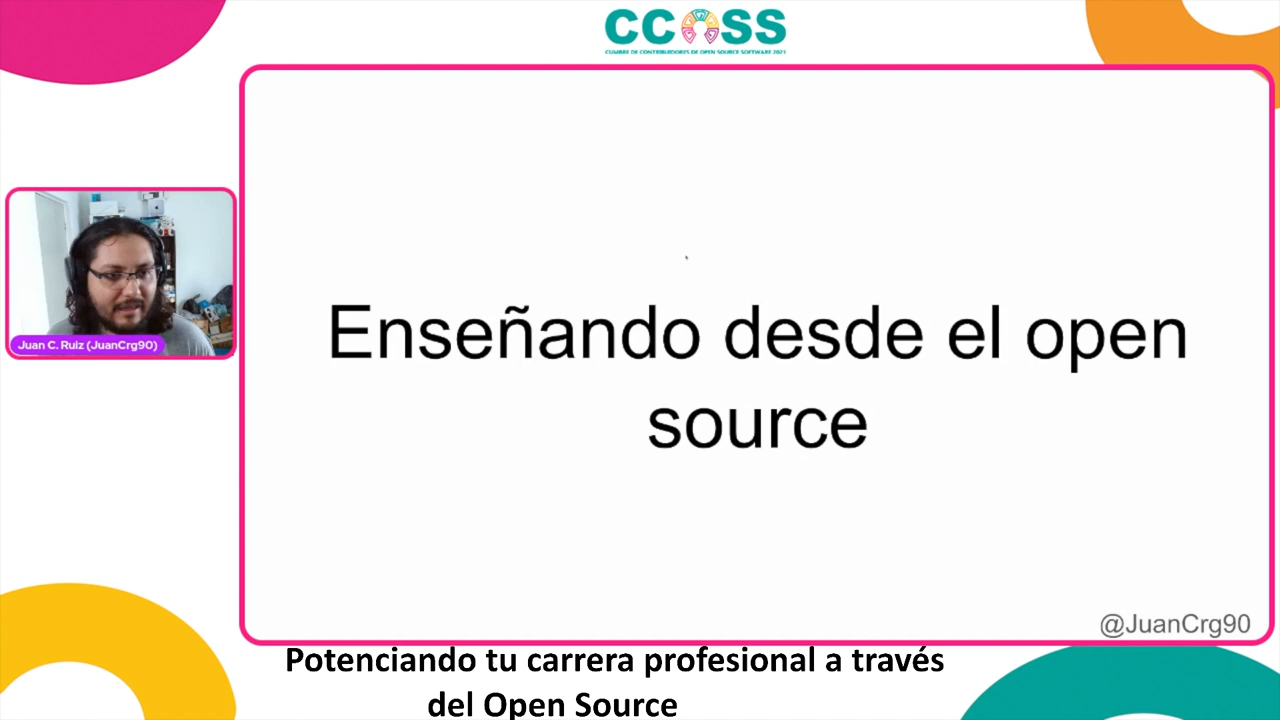 CCOSS
CUMBRE DE CONTRIBUIDORES DE OPEN SOURCE SOFTWARE 2021
Juan C. Ruiz (JuanCrg90)
Enseñando desde el open
source
@JuanCrg90
Potenciando tu carrera profesional a través
del Open Source